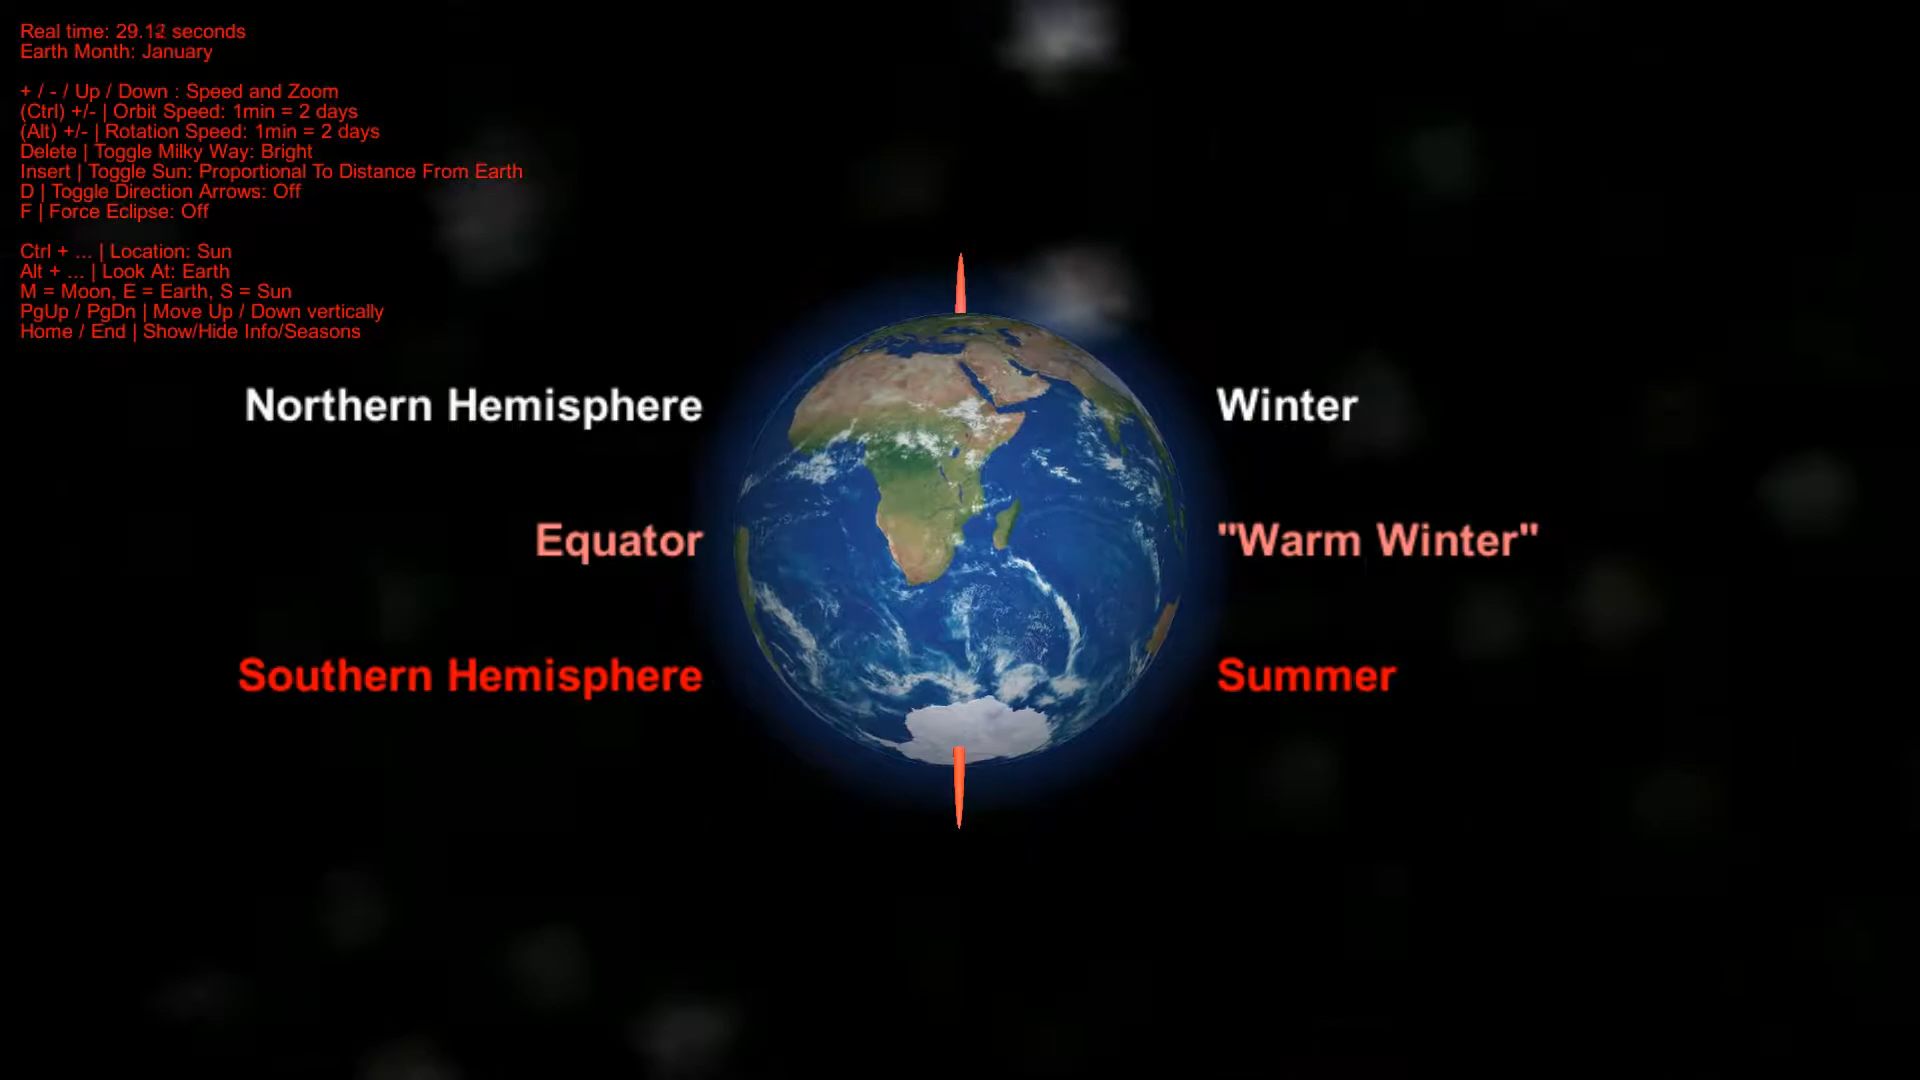 Real time: 29.12 seconds
Earth Month: January
+ / - / Up / Down : Speed and Zoom
(Ctrl) +/- | Orbit Speed: 1min = 2 days
(Alt) +/- | Rotation Speed: 1min = 2 days
Delete | Toggle Milky Way: Bright
Insert | Toggle Sun: Proportional To Distance From Earth
D | Toggle Direction Arrows: Off
F | Force Eclipse: Off
Ctrl + ... | Location: Sun
Alt + ... | Look At: Earth
M = Moon, E = Earth, S = Sun
PgUp / PgDn | Move Up / Down vertically
Home / End | Show/Hide Info/Seasons
Northern Hemisphere Winter
Equator "Warm Winter"
Southern Hemisphere Summer